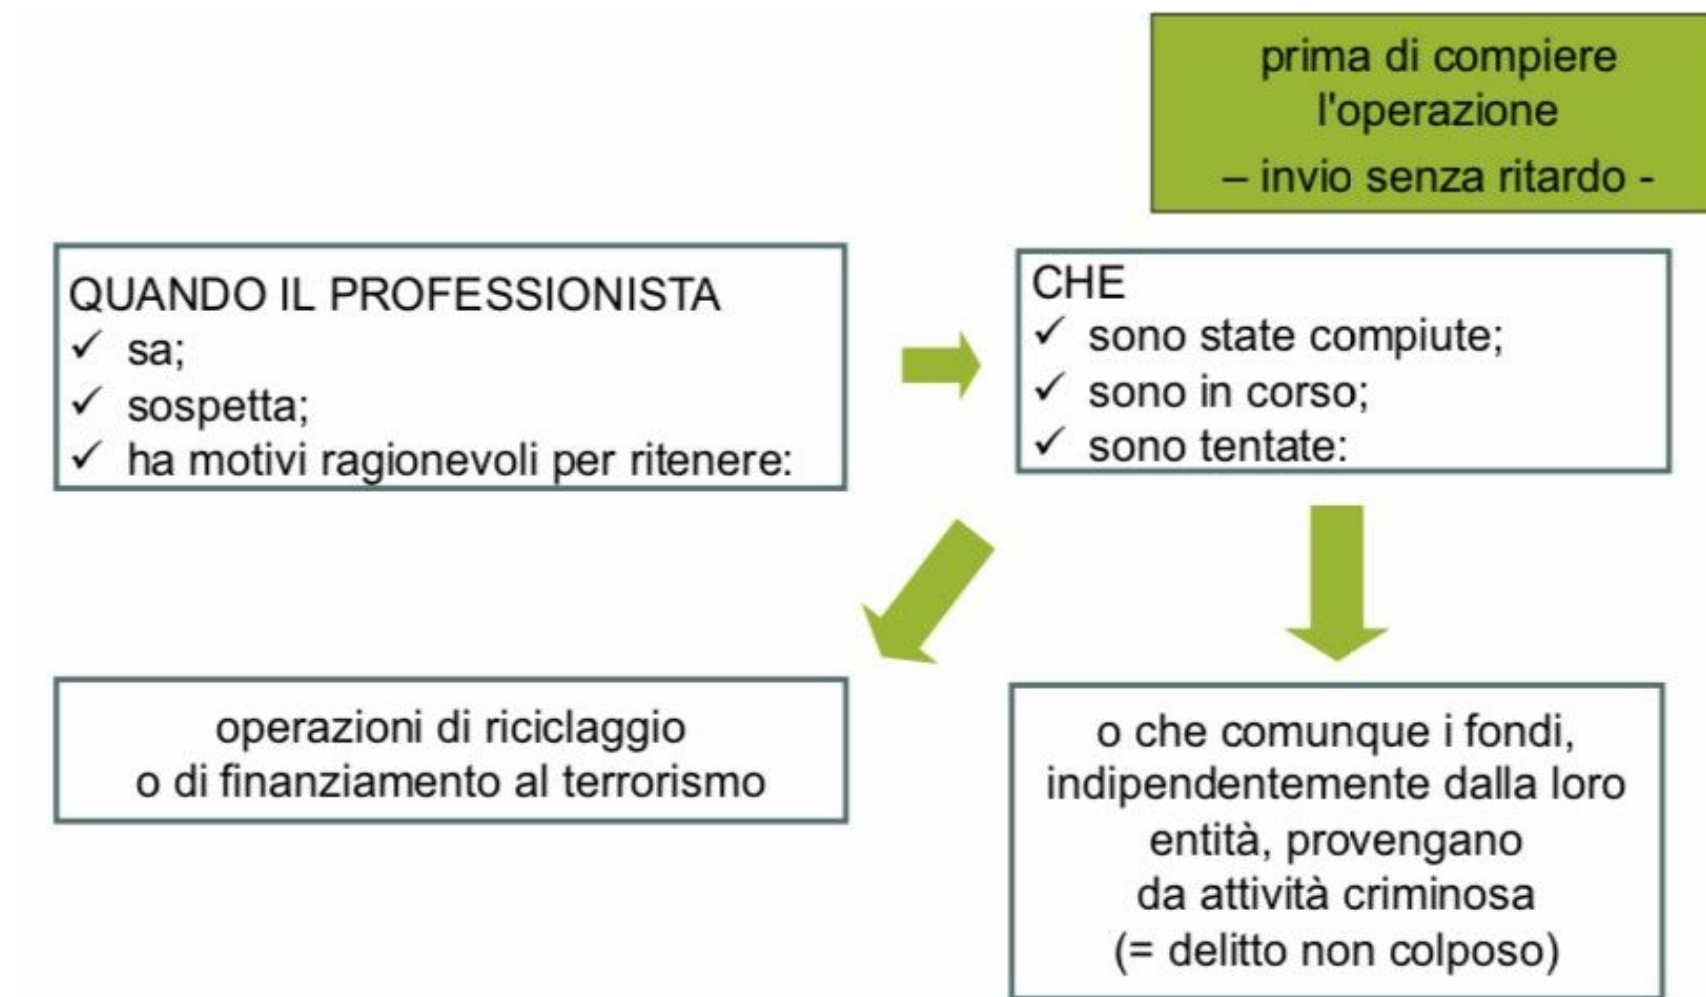 prima di compiere
l'operazione
– invio senza ritardo -
QUANDO IL PROFESSIONISTA
✓ sa;
✓ sospetta;
✓ ha motivi ragionevoli per ritenere:
CHE
✓ sono state compiute;
✓ sono in corso;
✓ sono tentate:
operazioni di riciclaggio
o di finanziamento al terrorismo
o che comunque i fondi,
indipendentemente dalla loro
entità, provengano
da attività criminosa
(= delitto non colposo)